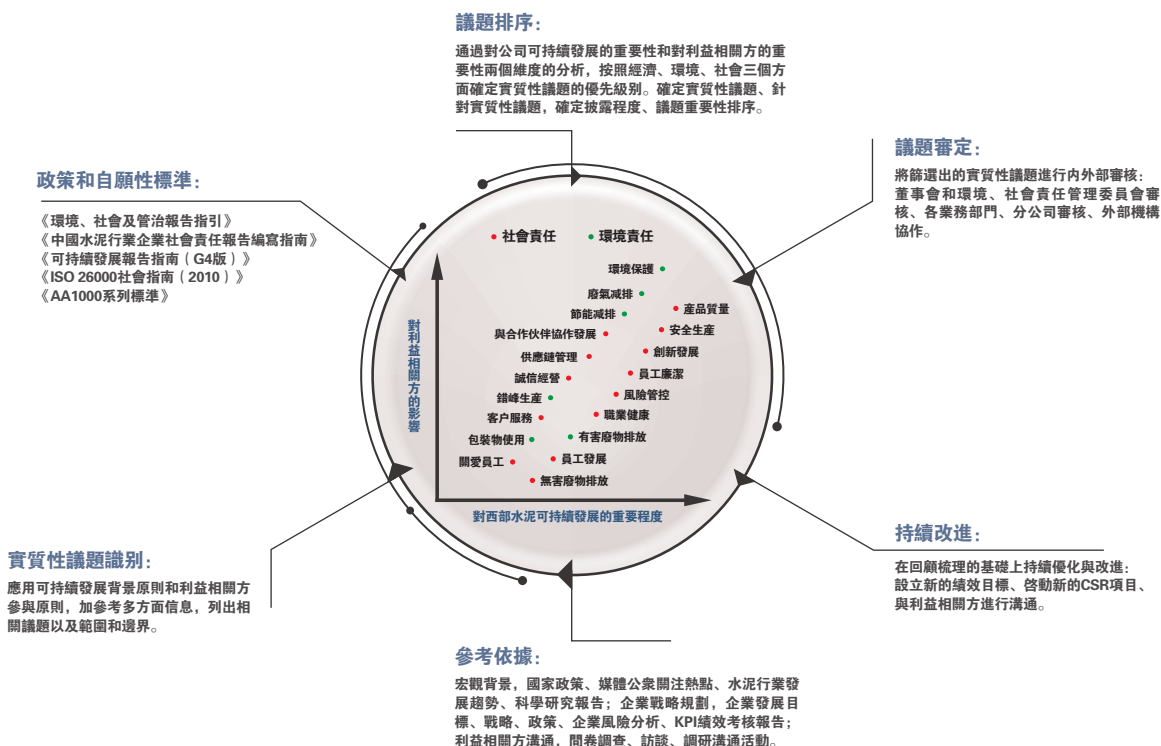 議題排序：
通過對公司可持續發展的重要性和對利益相關方的重
要性兩個維度的分析，按照經濟、環境、社會三個方
面確定實質性議題的優先級别。確定實質性議題、針
對實質性議題，確定披露程度、議題重要性排序。
議題審定：
將篩選出的實質性議題進行内外部審核：
董事會和環境、社會責任管理委員會審
核、各業務部門、分公司審核、外部機構
協作。
政策和自願性標準：
《環境、社會及管治報告指引》
《中國水泥行業企業社會責任報告編寫指南》
《可持續發展報告指南（G4版）》
《ISO 26000社會指南（2010）》
《AA1000系列標準》
社會責任
環境責任
環境保護
廢氣减排
産品質量
節能减排
安全生産
與合作伙伴協作發展
創新發展
供應鏈管理
員工廉潔
誠信經營
風險管控
錯峰生産
職業健康
客户服務
有害廢物排放
包裝物使用
員工發展
關愛員工
無害廢物排放
對利益相關方的影響
對西部水泥可持續發展的重要程度
持續改進：
在回顧梳理的基礎上持續優化與改進：
設立新的績效目標、啓動新的CSR項目、
與利益相關方進行溝通。
實質性議題識别：
應用可持續發展背景原則和利益相關方
參與原則，加參考多方面信息，列出相
關議題以及範圍和邊界。
參考依據：
宏觀背景，國家政策、媒體公衆關注熱點、水泥行業發
展趨勢、科學研究報告；企業戰略規劃，企業發展目
標、戰略、政策、企業風險分析、KPI績效考核報告；
利益相關方溝通，問卷調查、訪談、調研溝通活動。